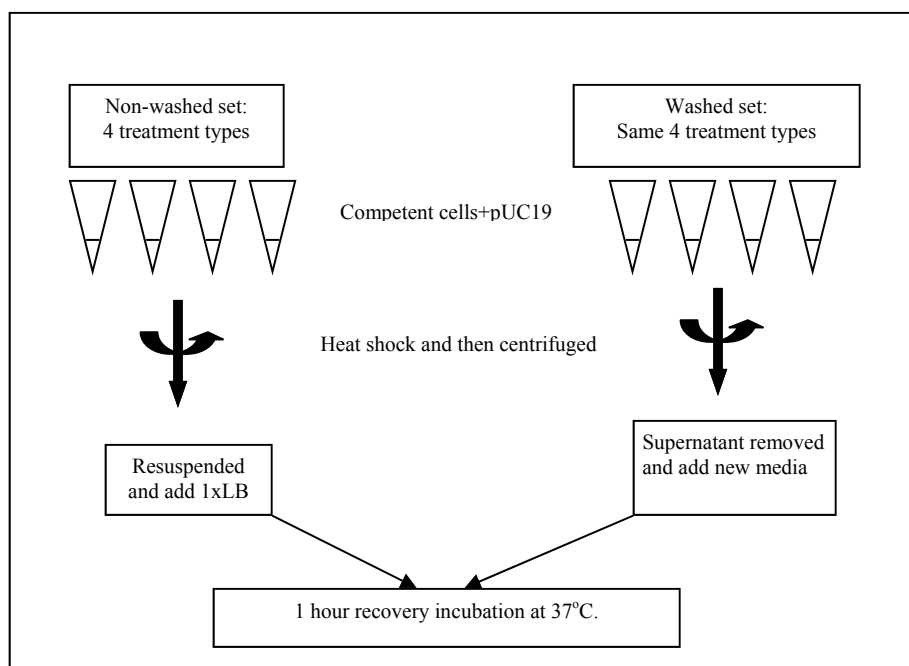 Non-washed set:
4 treatment types
Washed set:
Same 4 treatment types
Competent cells+pUC19
Heat shock and then centrifuged
Resuspended
and add 1xLB
Supernatant removed
and add new media
1 hour recovery incubation at 37°C.